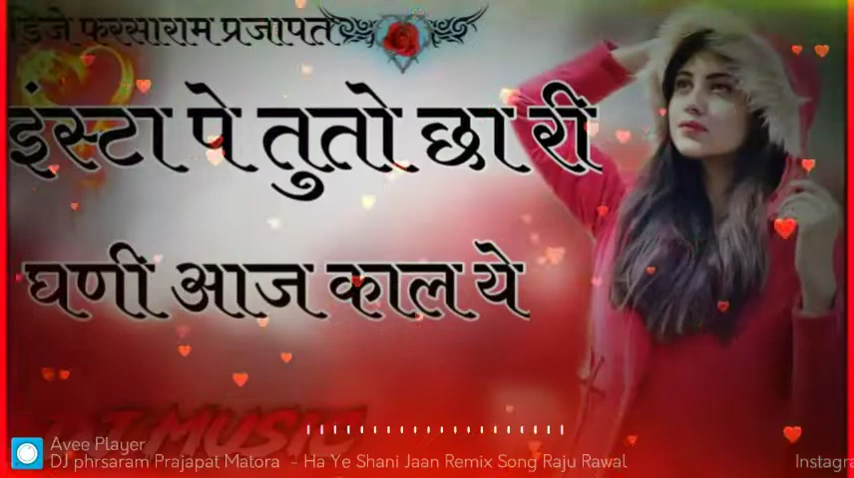 डिजे फरसाराम प्रजापत
इंस्टा पे तुतो छा री
घणी आज काल ये
MUSIC
Avee Player
DJ phrsaram Prajapat Matora - Ha Ye Shani Jaan Remix Song Raju Rawal
Instagra